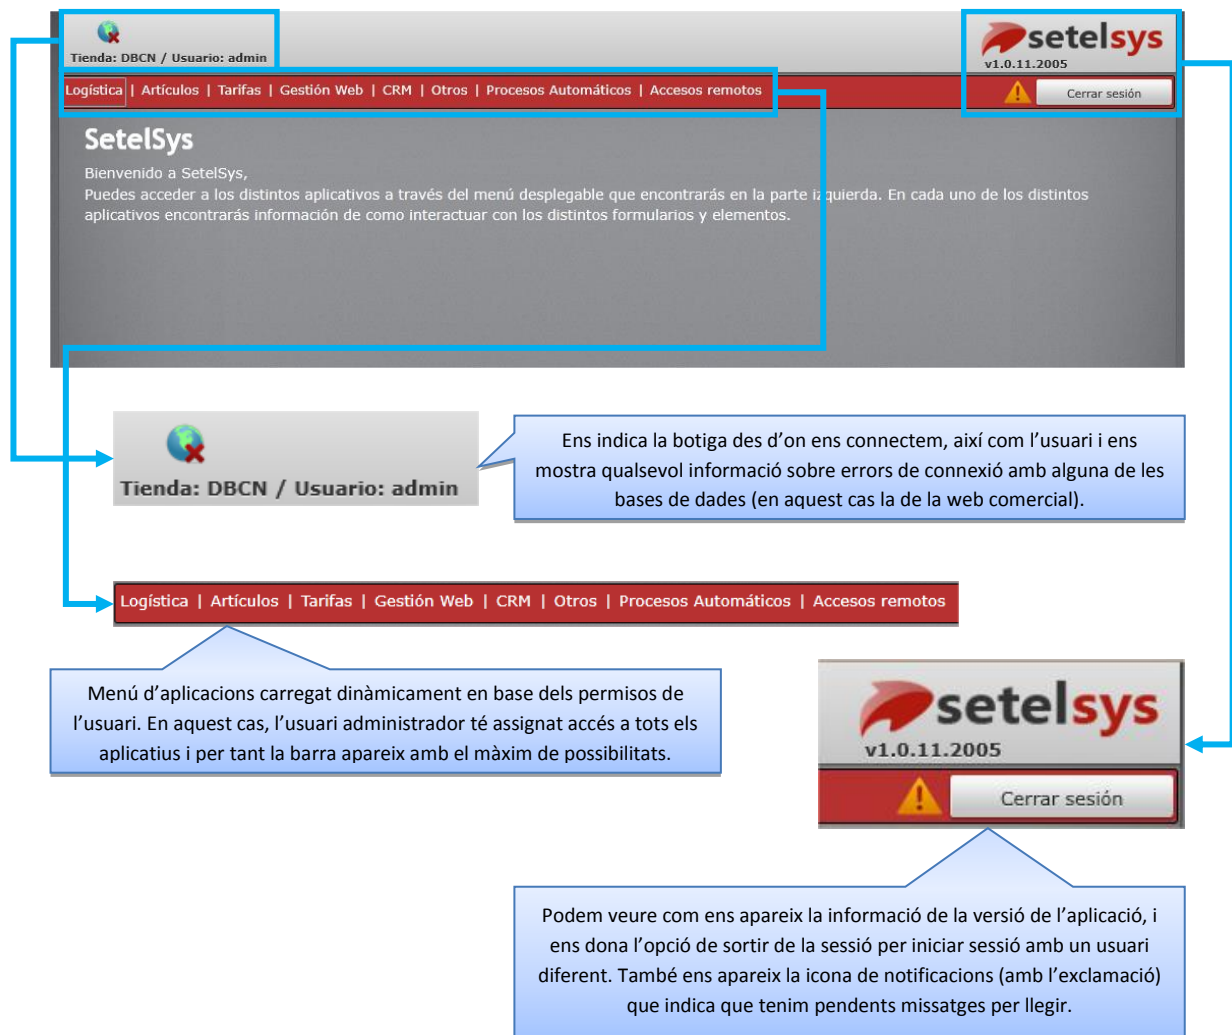 Tienda: DBCN / Usuario: admin
setelsys
v1.0.11.2005
Logística | Artículos | Tarifas | Gestión Web | CRM | Otros | Procesos Automáticos | Accesos remotos
Cerrar sesión
SetelSys
Bienvenido a SetelSys,
Puedes acceder a los distintos aplicativos a través del menú desplegable que encontrarás en la parte izquierda. En cada uno de los distintos
aplicativos encontrarás información de como interactuar con los distintos formularios y elementos.
Tienda: DBCN / Usuario: admin
Ens indica la botiga des d’on ens connectem, així com l’usuari i ens
mostra qualsevol informació sobre errors de connexió amb alguna de les
bases de dades (en aquest cas la de la web comercial).
Logística | Artículos | Tarifas | Gestión Web | CRM | Otros | Procesos Automáticos | Accesos remotos
Menú d’aplicacions carregat dinàmicament en base dels permisos de
l’usuari. En aquest cas, l’usuari administrador té assignat accés a tots els
aplicatius i per tant la barra apareix amb el màxim de possibilitats.
setelsys
v1.0.11.2005
Cerrar sesión
Podem veure com ens apareix la informació de la versió de l’aplicació, i
ens dona l’opció de sortir de la sessió per iniciar sessió amb un usuari
diferent. També ens apareix la icona de notificacions (amb l’exclamació)
que indica que tenim pendents missatges per llegir.